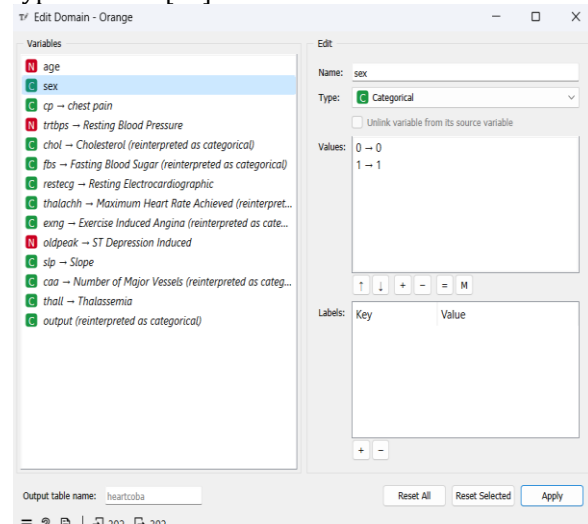 Edit Domain - Orange
Variables
N age
C sex
C cp → chest pain
N trtbps → Resting Blood Pressure
C chol → Cholesterol (reinterpreted as categorical)
C fbs → Fasting Blood Sugar (reinterpreted as categorical)
C restecg → Resting Electrocardiographic
C thalachh → Maximum Heart Rate Achieved (reinterpret...
C exng → Exercise Induced Angina (reinterpreted as cate...
N oldpeak → ST Depression Induced
C slp → Slope
C caa → Number of Major Vessels (reinterpreted as categ...
C thall → Thalassemia
C output (reinterpreted as categorical)
Edit
Name: sex
Type: C Categorical
Unlink variable from its source variable
Values: 0 → 0
1 → 1
↑ ↓ + − = M
Labels: Key Value
+ −
Output table name: heartcoba
Reset All Reset Selected Apply